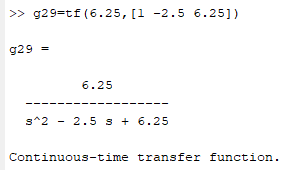 >> g29=tf(6.25,[1 -2.5 6.25])
g29 =
6.25
------------------
s^2 - 2.5 s + 6.25
Continuous-time transfer function.